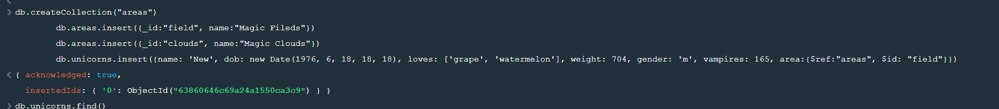 > db.createCollection("areas")
db.areas.insert({_id:"field", name:"Magic Fileds"})
db.areas.insert({_id:"clouds", name:"Magic Clouds"})
db.unicorns.insert({name: 'New', dob: new Date(1976, 6, 18, 18, 18), loves: ['grape', 'watermelon'], weight: 704, gender: 'm', vampires: 165, area:{$ref:"areas", $id: "field"}})
< { acknowledged: true,
insertedIds: { '0': ObjectId("63860646c69a24a1550ca3c9") } }
> db.unicorns.find()